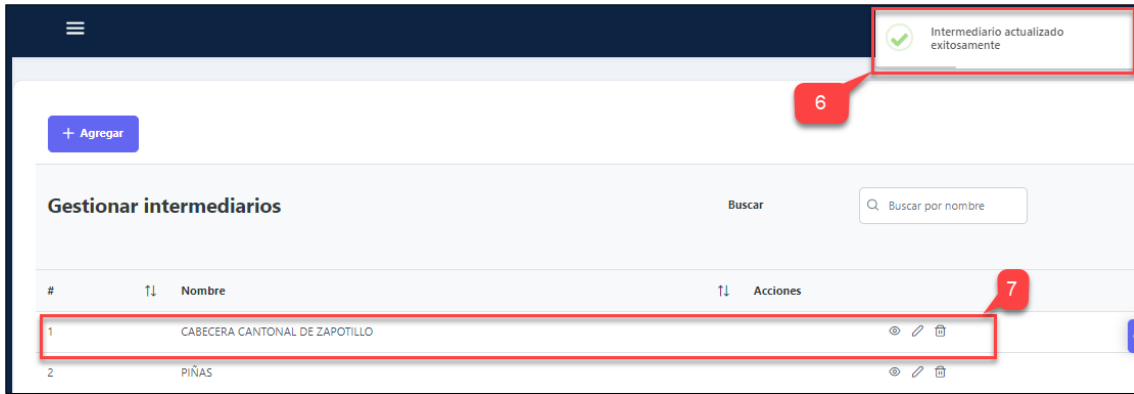 Intermediario actualizado
exitosamente
6
+ Agregar
Gestionar intermediarios
Buscar
Buscar por nombre
# Nombre Acciones
7
1 CABECERA CANTONAL DE ZAPOTILLO
2 PIÑAS